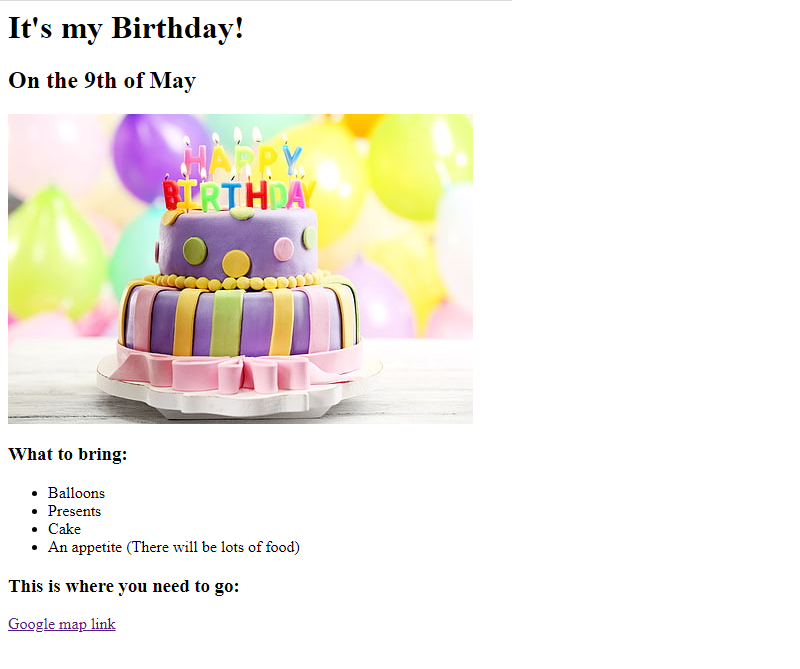 It's my Birthday!
On the 9th of May
HAPPY
BIRTHDAY
What to bring:
Balloons
Presents
Cake
An appetite (There will be lots of food)
This is where you need to go:
Google map link